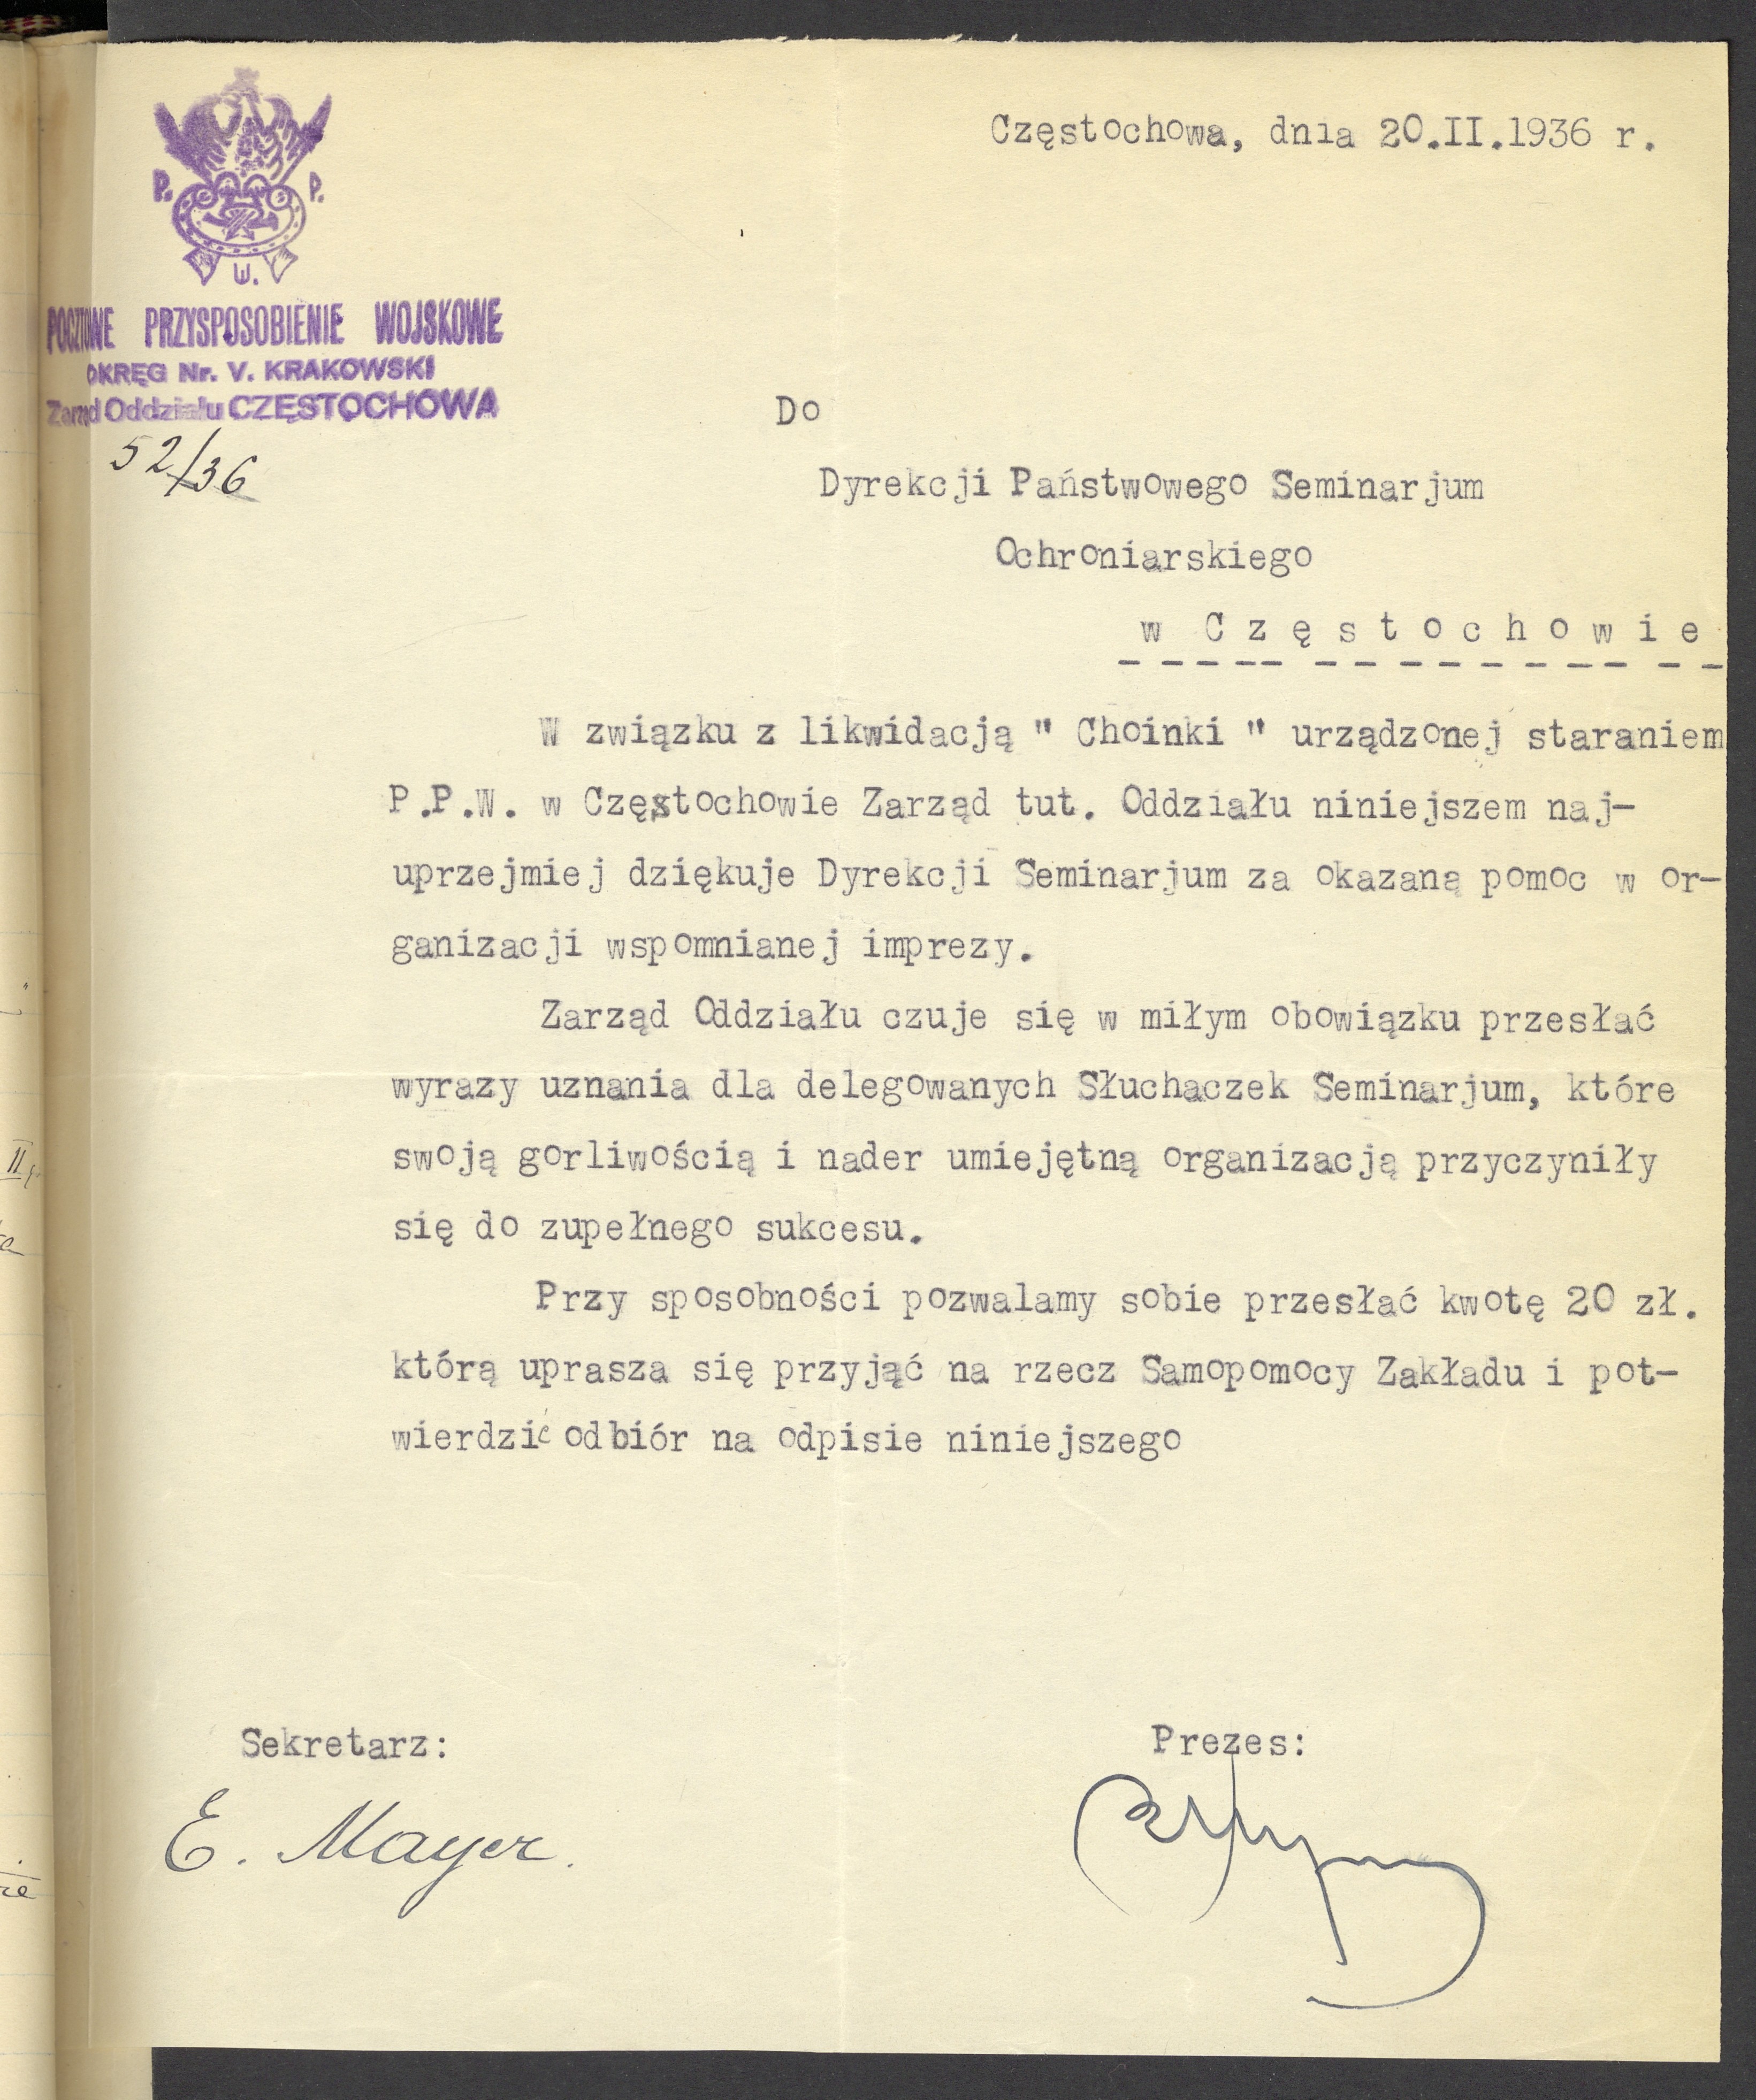 P. P.
W.
POCZTOWE PRZYSPOSOBIENIE WOJSKOWE
OKRĘG Nr. V. KRAKOWSKI
Zarząd Oddziału CZĘSTOCHOWA
52/36
Częstochowa, dnia 20.II.1936 r.
Do
Dyrekcji Państwowego Seminarjum
Ochroniarskiego
w C z ę s t o c h o w i e
W związku z likwidacją " Choinki " urządzonej staraniem
P.P.W. w Częstochowie Zarząd tut. Oddziału niniejszem naj-
uprzejmiej dziękuje Dyrekcji Seminarjum za okazaną pomoc w or-
ganizacji wspomnianej imprezy.
Zarząd Oddziału czuje się w miłym obowiązku przesłać
wyrazy uznania dla delegowanych Słuchaczek Seminarjum, które
swoją gorliwością i nader umiejętną organizacją przyczyniły
się do zupełnego sukcesu.
Przy sposobności pozwalamy sobie przesłać kwotę 20 zł.
którą uprasza się przyjąć na rzecz Samopomocy Zakładu i pot-
wierdzić odbiór na odpisie niniejszego
Sekretarz:
E. Mayer.
Prezes: